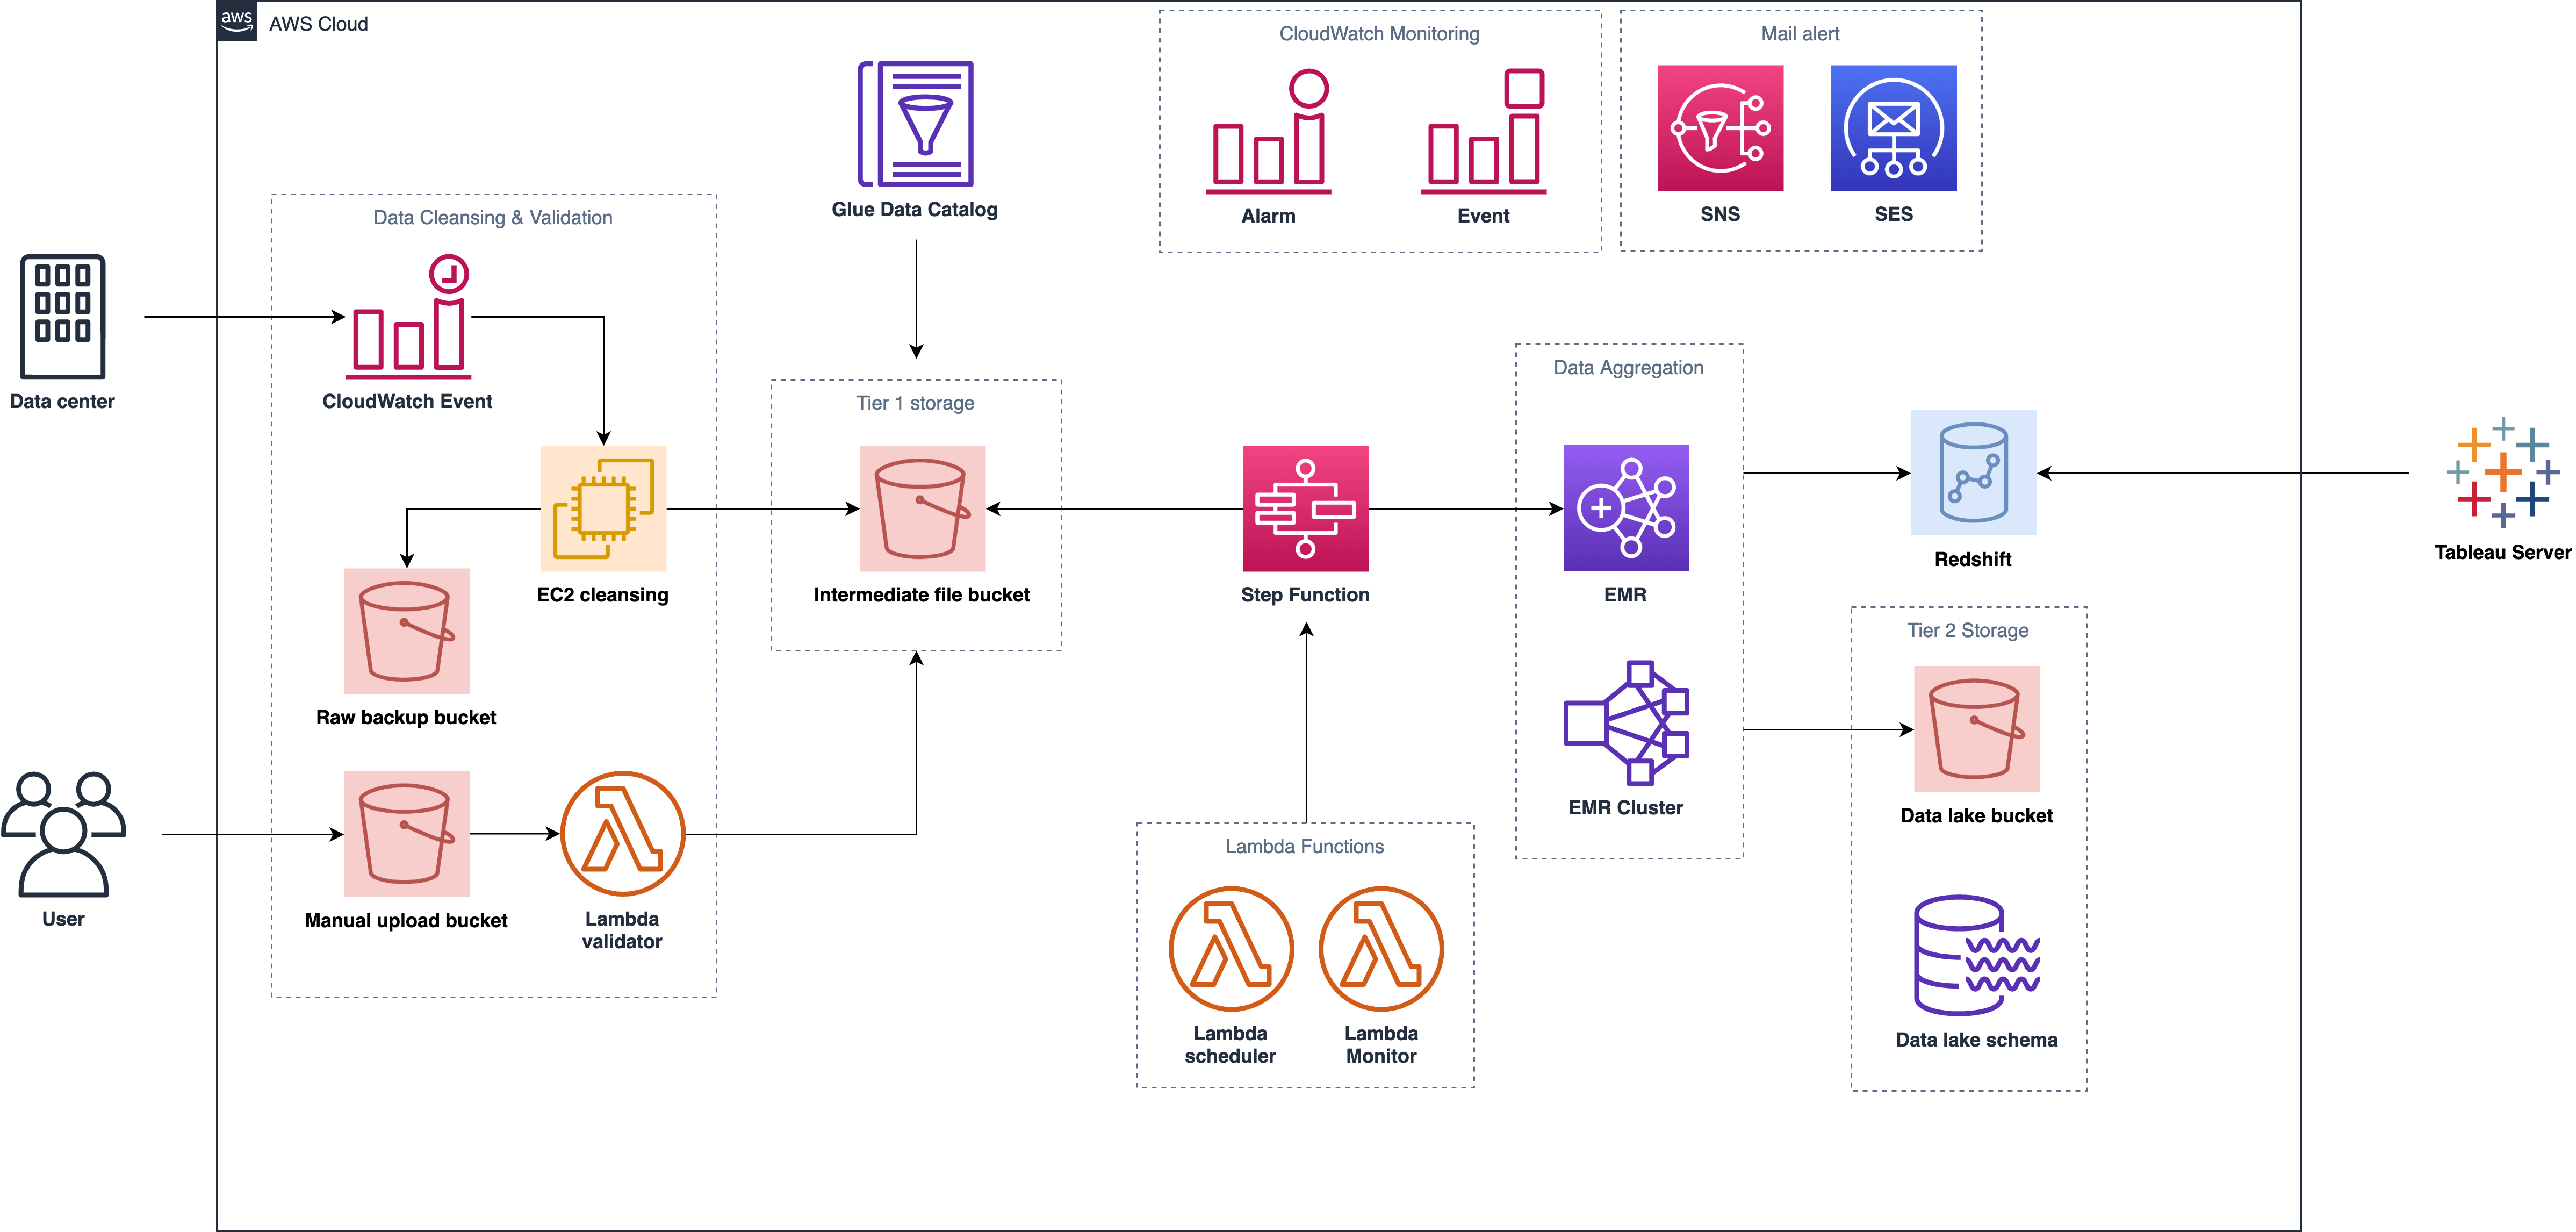 aws
AWS Cloud
CloudWatch Monitoring
Alarm
Event
Mail alert
SNS
SES
Glue Data Catalog
Data Cleansing & Validation
Data center
CloudWatch Event
Tier 1 storage
Data Aggregation
EC2 cleansing
Intermediate file bucket
Step Function
EMR
Redshift
Tableau Server
Raw backup bucket
Tier 2 Storage
EMR Cluster
Data lake bucket
User
Manual upload bucket
Lambda
validator
Lambda Functions
Lambda
scheduler
Lambda
Monitor
Data lake schema